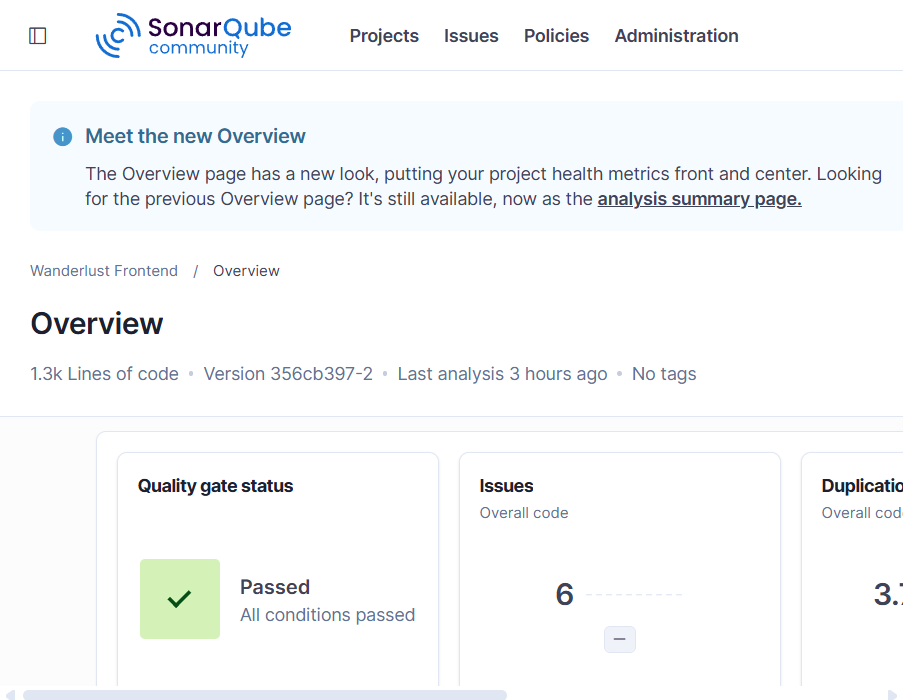 SonarQube
community
Projects Issues Policies Administration
Meet the new Overview
The Overview page has a new look, putting your project health metrics front and center. Looking
for the previous Overview page? It's still available, now as the analysis summary page.
Wanderlust Frontend / Overview
Overview
1.3k Lines of code • Version 356cb397-2 • Last analysis 3 hours ago • No tags
Quality gate status
Passed
All conditions passed
Issues
Overall code
6
Overall
3.